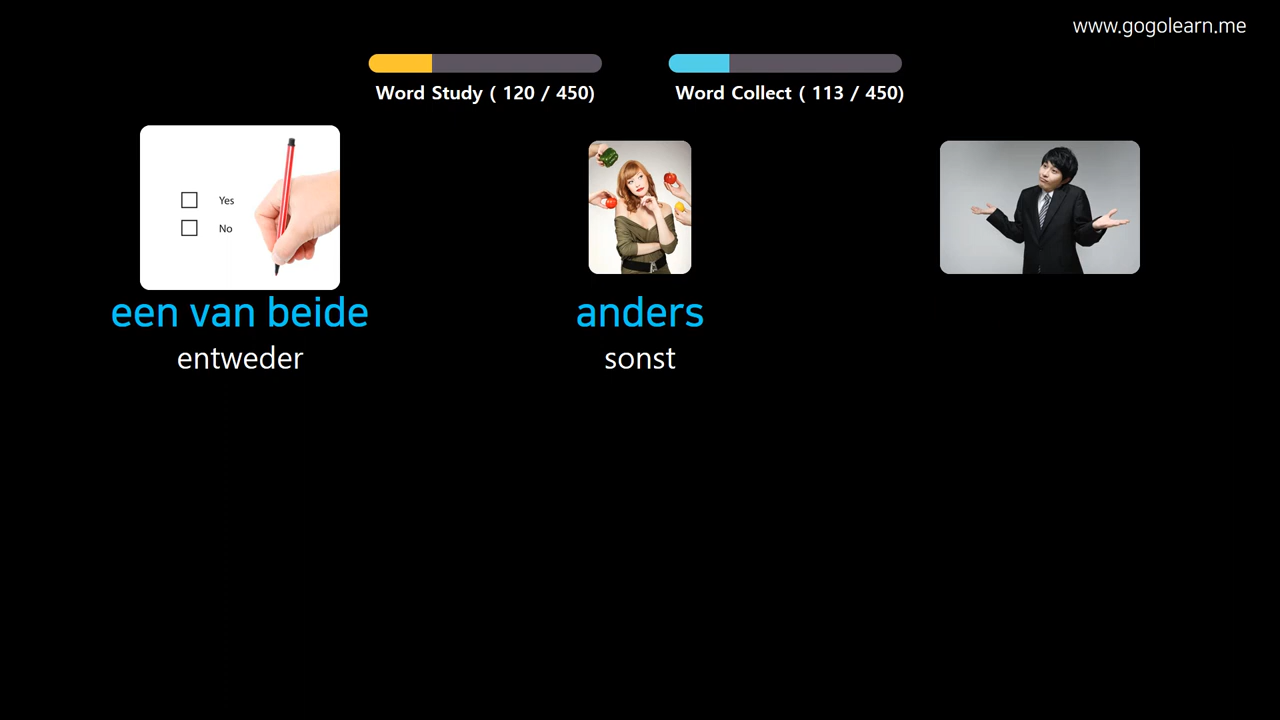 www.gogolearn.me
Word Study ( 120 / 450)
Word Collect ( 113 / 450)
Yes
No
een van beide
entweder
anders
sonst